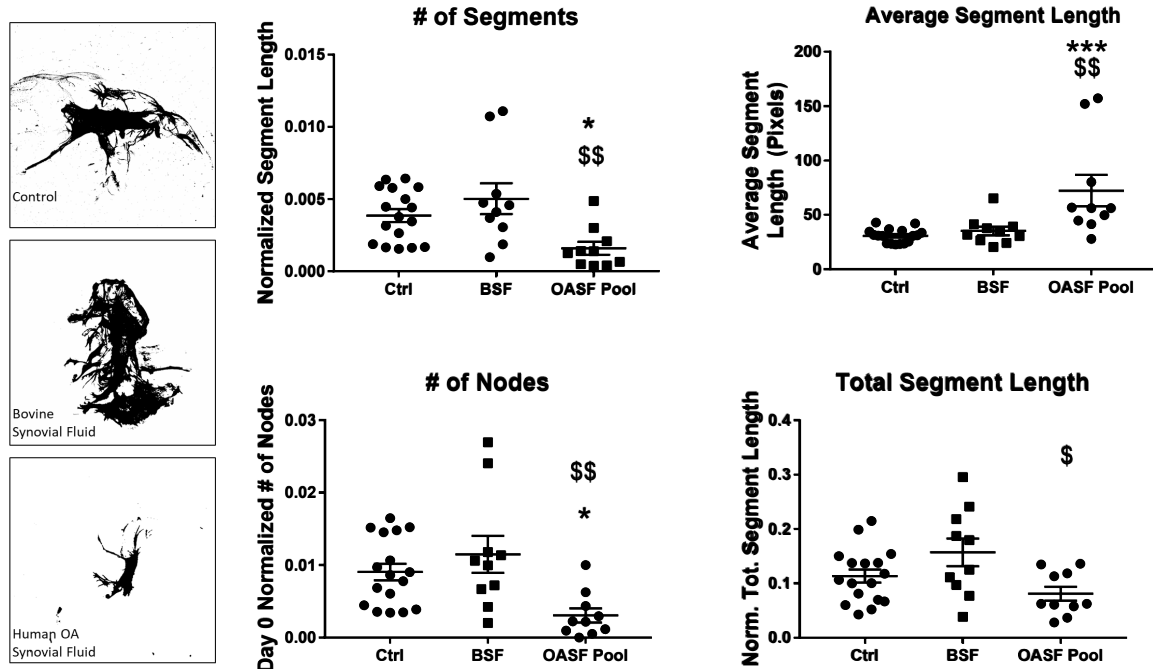 Control
Bovine
Synovial Fluid
Human OA
Synovial Fluid
# of Segments
Normalized Segment Length
0.015
0.010
0.005
0.000
*
$$
Ctrl
BSF
OASF Pool
Average Segment Length
Average Segment
Length (Pixels)
200
150
100
50
0
***
$$
Ctrl
BSF
OASF Pool
# of Nodes
Day 0 Normalized # of Nodes
0.03
0.02
0.01
0.00
$$
*
Ctrl
BSF
OASF Pool
Total Segment Length
Norm. Tot. Segment Length
0.4
0.3
0.2
0.1
0.0
$
Ctrl
BSF
OASF Pool